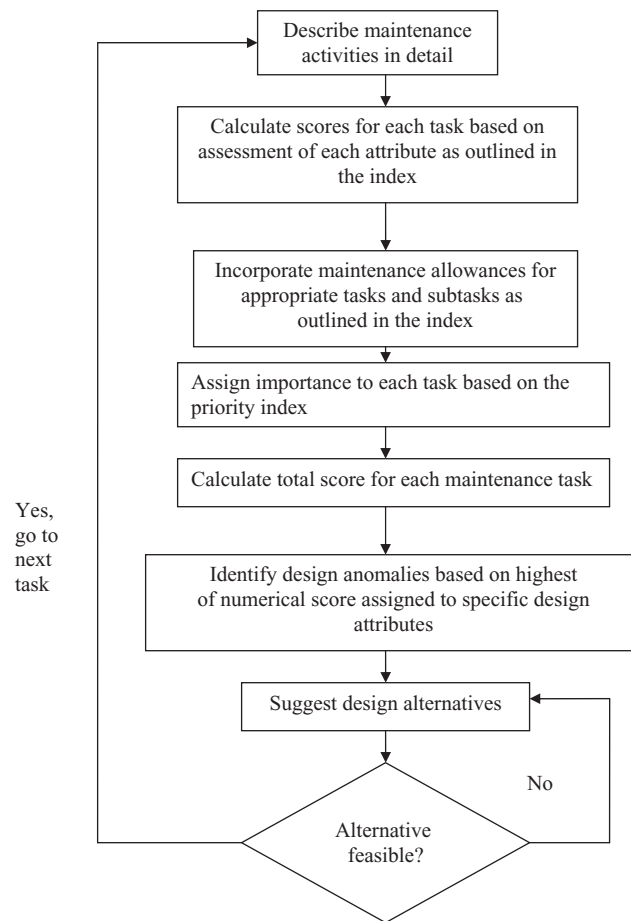 Describe maintenance
activities in detail
Calculate scores for each task based on
assessment of each attribute as outlined in
the index
Incorporate maintenance allowances for
appropriate tasks and subtasks as
outlined in the index
Assign importance to each task based on the
priority index
Calculate total score for each maintenance task
Yes,
go to
next
task
Identify design anomalies based on highest
of numerical score assigned to specific design
attributes
Suggest design alternatives
No
Alternative
feasible?